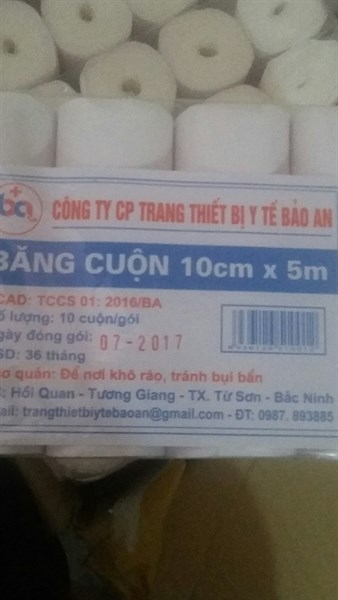 bq CÔNG TY CP TRANG THIẾT BỊ Y TẾ BẢO AN
BĂNG CUỘN 10cm x 5m
CAD: TCCS 01: 2016/BA
ố lượng: 10 cuộn/gói
gày đóng gói: 07-2017
SD: 36 tháng
o quản: Để nơi khô ráo, tránh bụi bẩn
C: Hồi Quan - Tương Giang - TX. Từ Sơn - Bắc Ninh
ail: trangthietbiytebaoan@gmail.com - ĐT: 0987. 893885